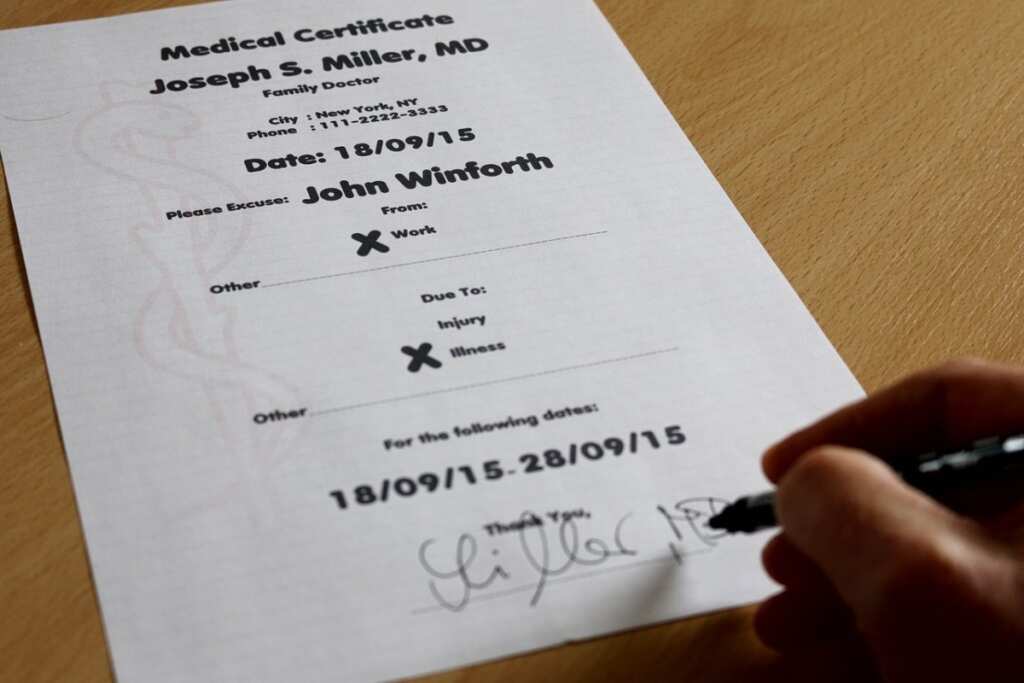 Medical Certificate
Joseph S. Miller, MD
Family Doctor
City : New York, NY
Phone : 111-2222-3333
Date: 18/09/15
Please Excuse: John Winforth
From:
X Work
Other
Due To:
Injury
X Illness
Other
For the following dates:
18/09/15-28/09/15
Thank You,
Miller MD